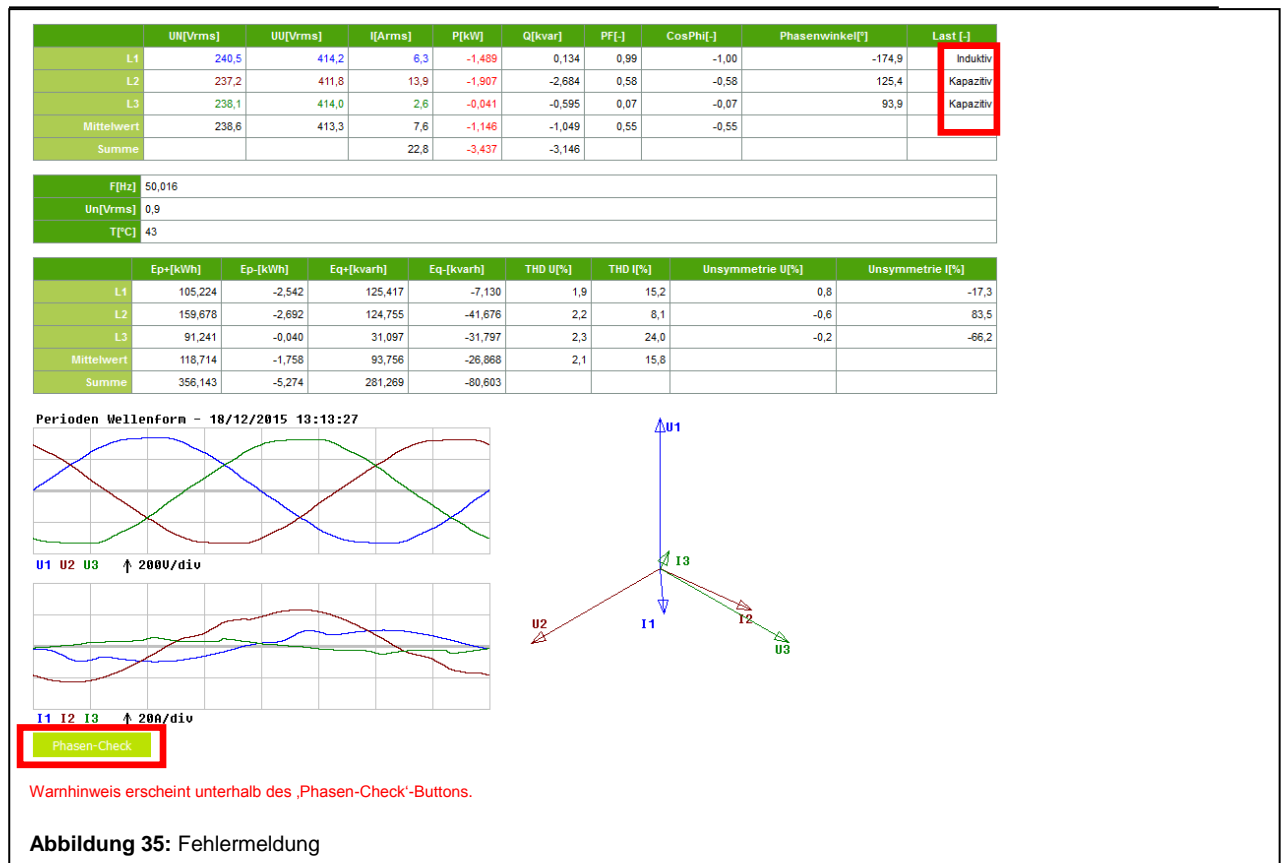 UN[Vrms] UU[Vrms] I[Arms] P[kW] Q[kvar] PF[-] CosPhi[-] Phasenwinkel[°] Last [-]
L1 240,5 414,2 6,3 -1,489 0,134 0,99 -1,00 -174,9 Induktiv
L2 237,2 411,8 13,9 -1,907 -2,684 0,58 -0,58 125,4 Kapazitiv
L3 238,1 414,0 2,6 -0,041 -0,595 0,07 -0,07 93,9 Kapazitiv
Mittelwert 238,6 413,3 7,6 -1,146 -1,049 0,55 -0,55
Summe 22,8 -3,437 -3,146
F[Hz] 50,016
Un[Vrms] 0,9
T[°C] 43
Ep+[kWh] Ep-[kWh] Eq+[kvarh] Eq-[kvarh] THD U[%] THD I[%] Unsymmetrie U[%] Unsymmetrie I[%]
L1 105,224 -2,542 125,417 -7,130 1,9 15,2 0,8 -17,3
L2 159,678 -2,692 124,755 -41,676 2,2 8,1 -0,6 83,5
L3 91,241 -0,040 31,097 -31,797 2,3 24,0 -0,2 -66,2
Mittelwert 118,714 -1,758 93,756 -26,868 2,1 15,8
Summe 356,143 -5,274 281,269 -80,603
Perioden Wellenform - 18/12/2015 13:13:27
U1 U2 U3 ↑ 200V/div
I1 I2 I3 ↑ 20A/div
U1
I3
U2
I1
I2
U3
Phasen-Check
Warnhinweis erscheint unterhalb des ‚Phasen-Check‘-Buttons.
Abbildung 35: Fehlermeldung